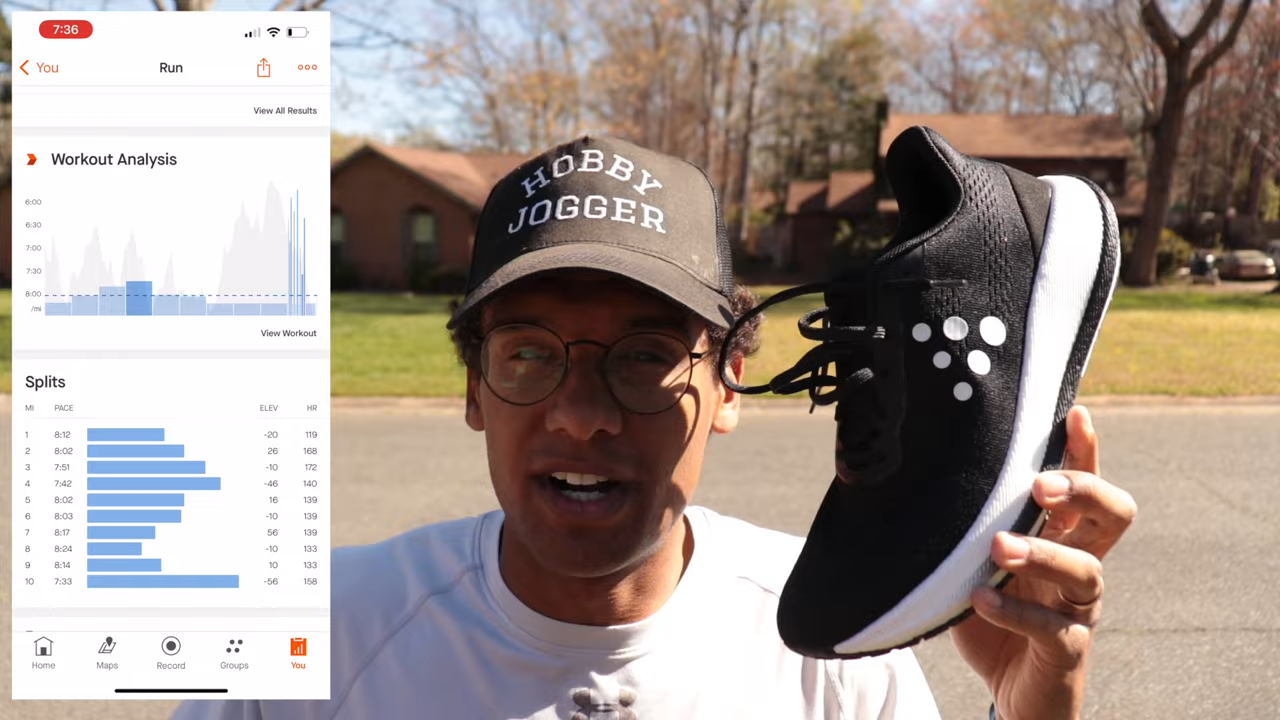 7:36
You
Run
View All Results
Workout Analysis
6:00
6:30
7:00
7:30
8:00
/mi
View Workout
Splits
MI PACE ELEV HR
1 8:12 -20 119
2 8:02 26 168
3 7:51 -10 172
4 7:42 -46 140
5 8:02 16 139
6 8:03 -10 139
7 8:17 56 139
8 8:24 -10 133
9 8:14 10 133
10 7:33 -56 158
Home Maps Record Groups You
HOBBY
JOGGER